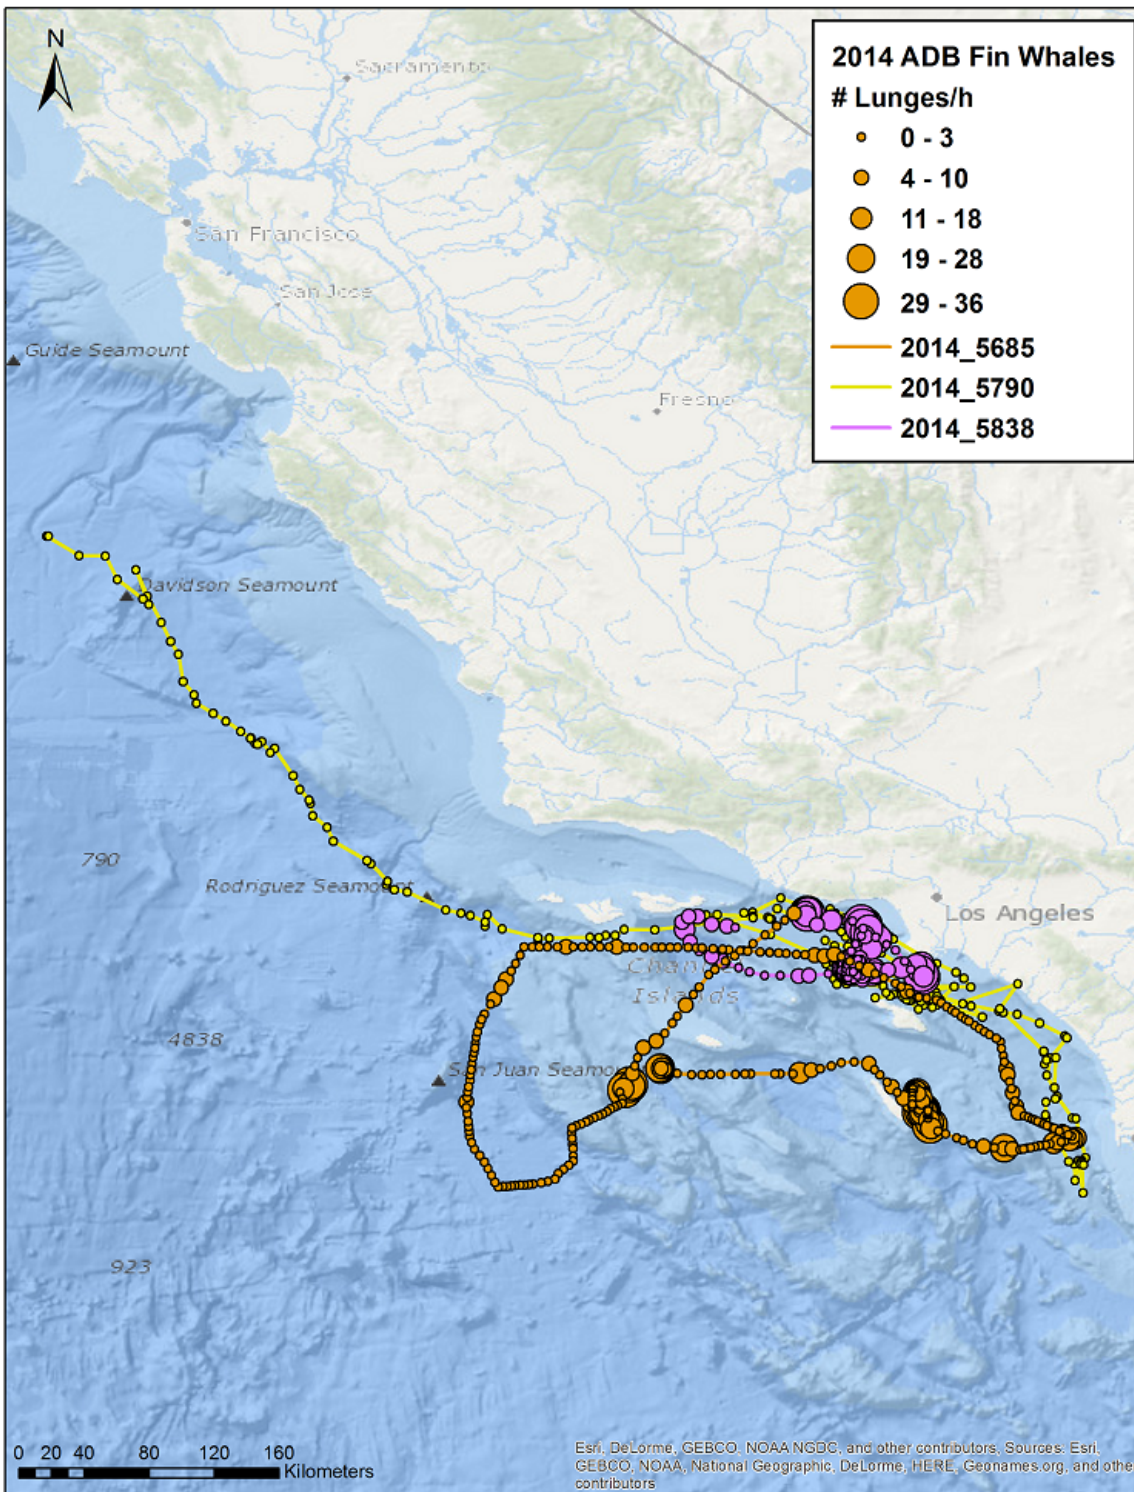 N
2014 ADB Fin Whales
# Lunges/h
0 - 3
4 - 10
11 - 18
19 - 28
29 - 36
2014_5685
2014_5790
2014_5838
Sacramento
San Francisco
San Jose
Guide Seamount
Fresno
Davidson Seamount
790
Rodriguez Seamount
Los Angeles
Channel
Islands
4838
San Juan Seamount
923
0 20 40 80 120 160
Kilometers
Esri, DeLorme, GEBCO, NOAA NGDC, and other contributors, Sources: Esri,
GEBCO, NOAA, National Geographic, DeLorme, HERE, Geonames.org, and other
contributors